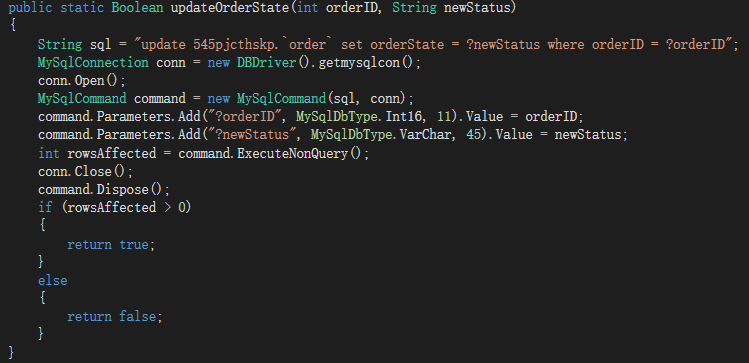 public static Boolean updateOrderState(int orderID, String newStatus)
{
    String sql = "update 545pjcthskp.`order` set orderState = ?newStatus where orderID = ?orderID";
    MySqlConnection conn = new DBDriver().getmysqlcon();
    conn.Open();
    MySqlCommand command = new MySqlCommand(sql, conn);
    command.Parameters.Add("?orderID", MySqlDbType.Int16, 11).Value = orderID;
    command.Parameters.Add("?newStatus", MySqlDbType.VarChar, 45).Value = newStatus;
    int rowsAffected = command.ExecuteNonQuery();
    conn.Close();
    command.Dispose();
    if (rowsAffected > 0)
    {
        return true;
    }
    else
    {
        return false;
    }
}